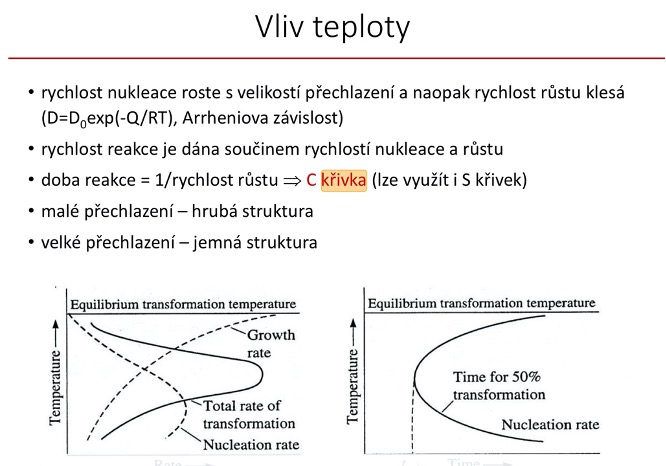 Vliv teploty
• rychlost nukleace roste s velikostí přechlazení a naopak rychlost růstu klesá
(D=D₀exp(-Q/RT), Arrheniova závislost)
• rychlost reakce je dána součinem rychlostí nukleace a růstu
• doba reakce = 1/rychlost růstu ⇒ C křivka (lze využít i S křivek)
• malé přechlazení – hrubá struktura
• velké přechlazení – jemná struktura
Equilibrium transformation temperature
Growth
rate
Total rate of
transformation
Nucleation rate
Temperature
Rate
Equilibrium transformation temperature
Time for 50%
transformation
Nucleation rate
Temperature
Time